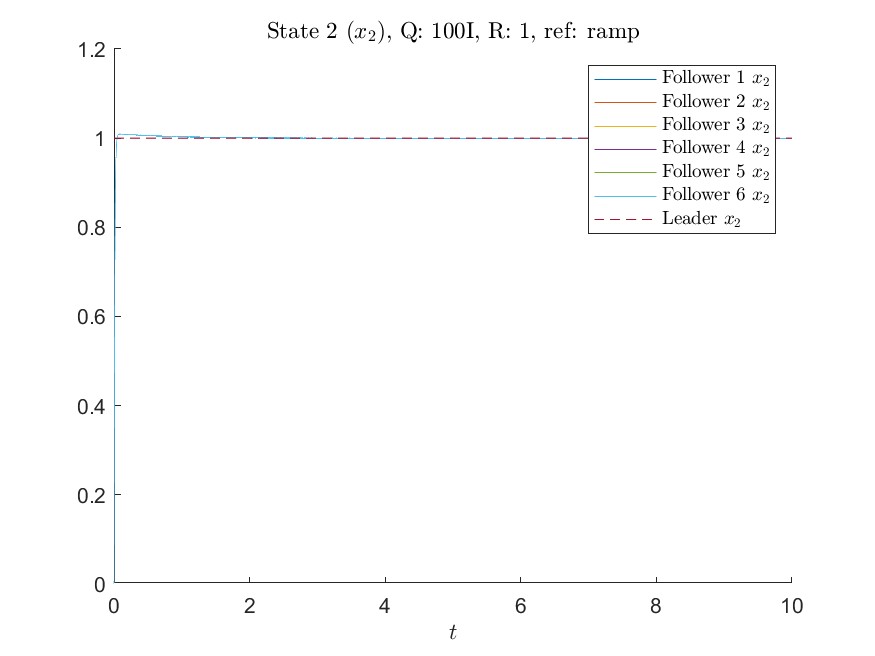 State 2 (x₂), Q: 100I, R: 1, ref: ramp
1.2
1
0.8
0.6
0.4
0.2
0
Follower 1 x₂
Follower 2 x₂
Follower 3 x₂
Follower 4 x₂
Follower 5 x₂
Follower 6 x₂
Leader x₂
0 2 4 6 8 10
t